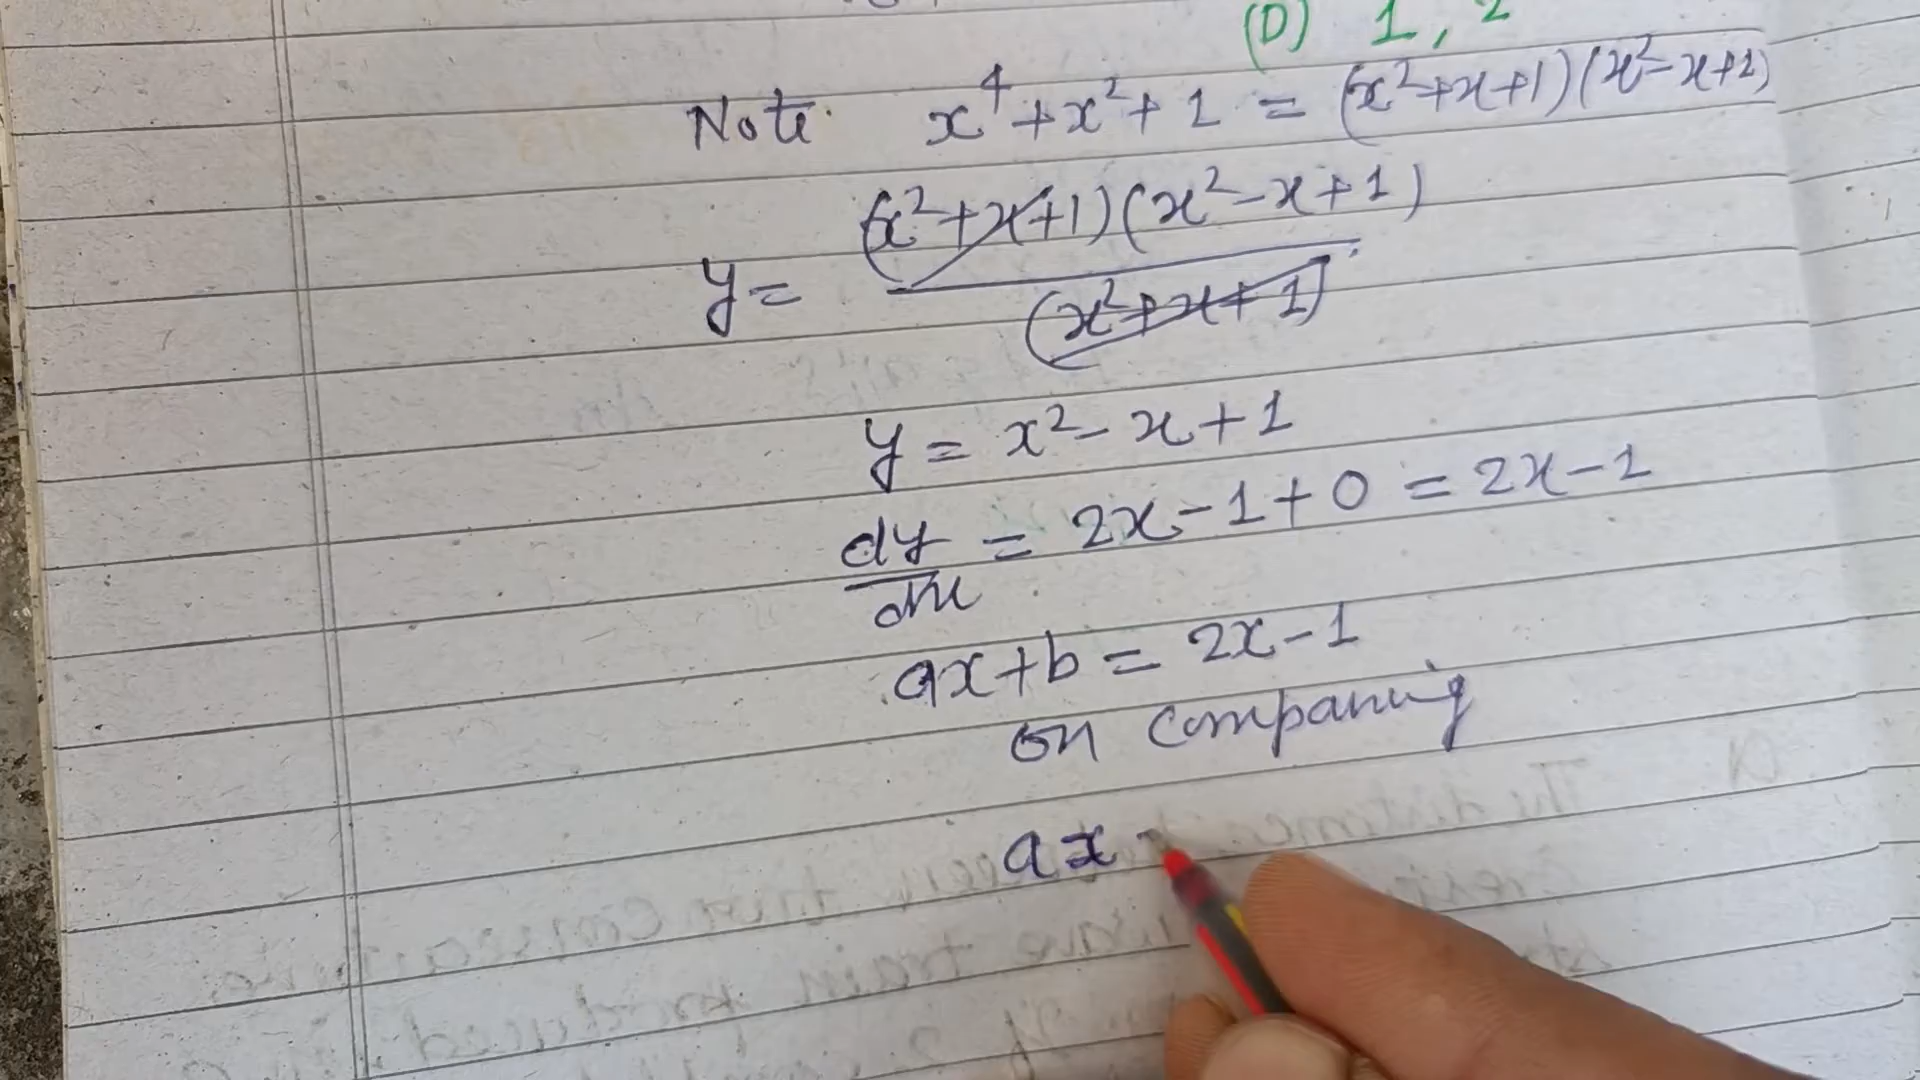 (D) 1, 2
Note. x⁴+x²+1 = (x²+x+1)(x²-x+1)
y = (x²+x+1)(x²-x+1) / (x²+x+1)
y = x²-x+1
dy/dx = 2x-1+0 = 2x-1
ax+b = 2x-1
on comparing
ax